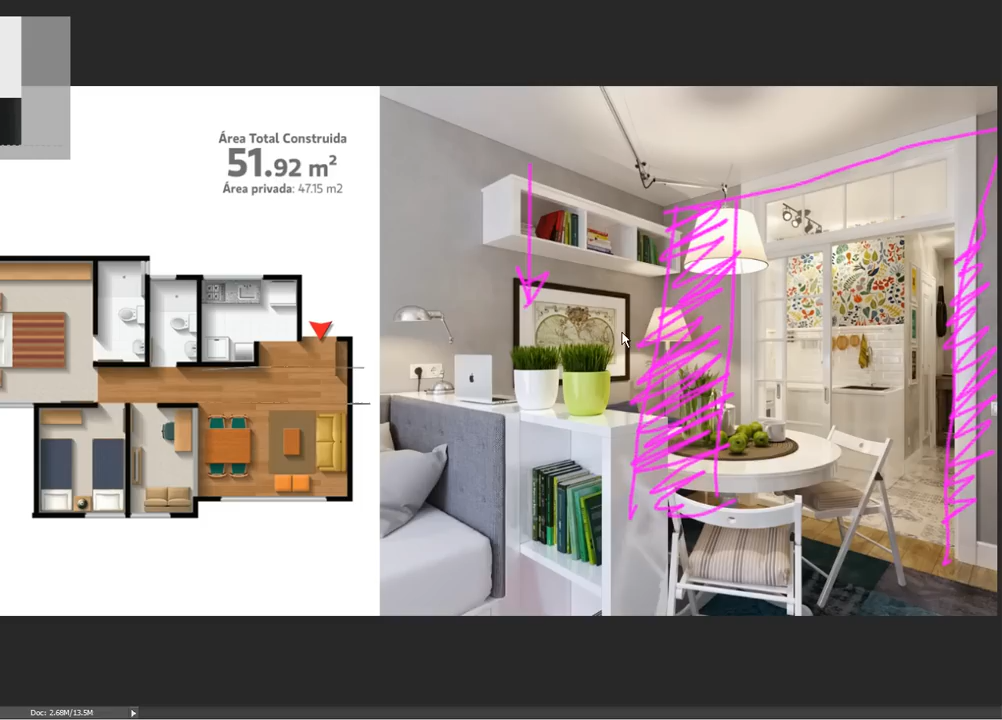 Área Total Construida
51.92 m²
Área privada: 47.15 m2
Doc: 2.68M/13.5M